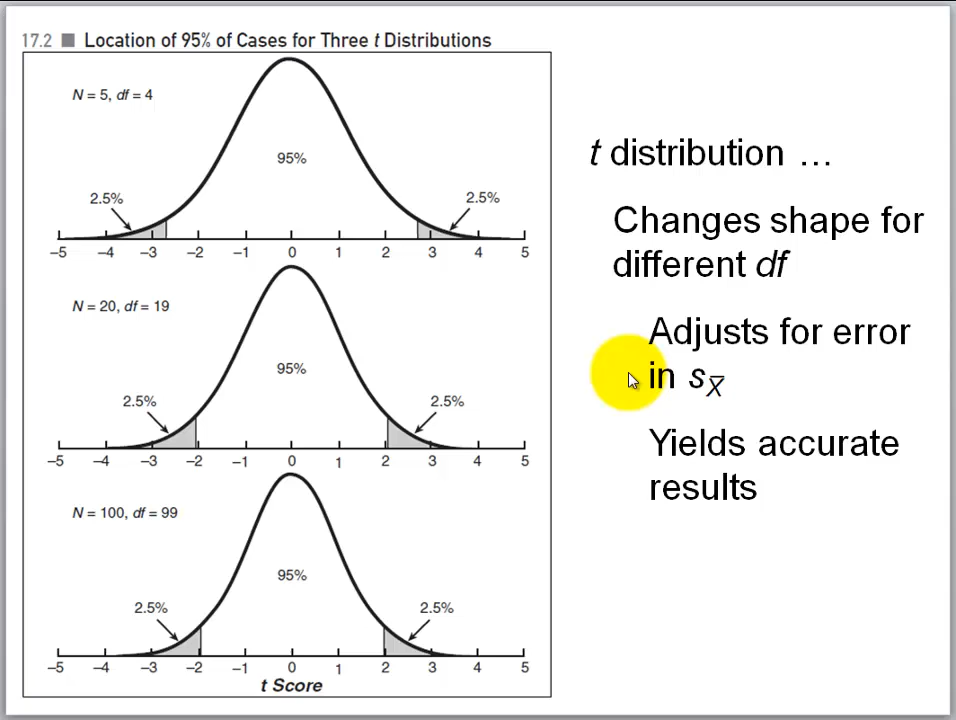 17.2 ■ Location of 95% of Cases for Three t Distributions
N = 5, df = 4
95%
2.5%
2.5%
–5 –4 –3 –2 –1 0 1 2 3 4 5
N = 20, df = 19
95%
2.5%
2.5%
–5 –4 –3 –2 –1 0 1 2 3 4 5
N = 100, df = 99
95%
2.5%
2.5%
–5 –4 –3 –2 –1 0 1 2 3 4 5
t Score
t distribution …
Changes shape for
different df
Adjusts for error
in s_X̄
Yields accurate
results